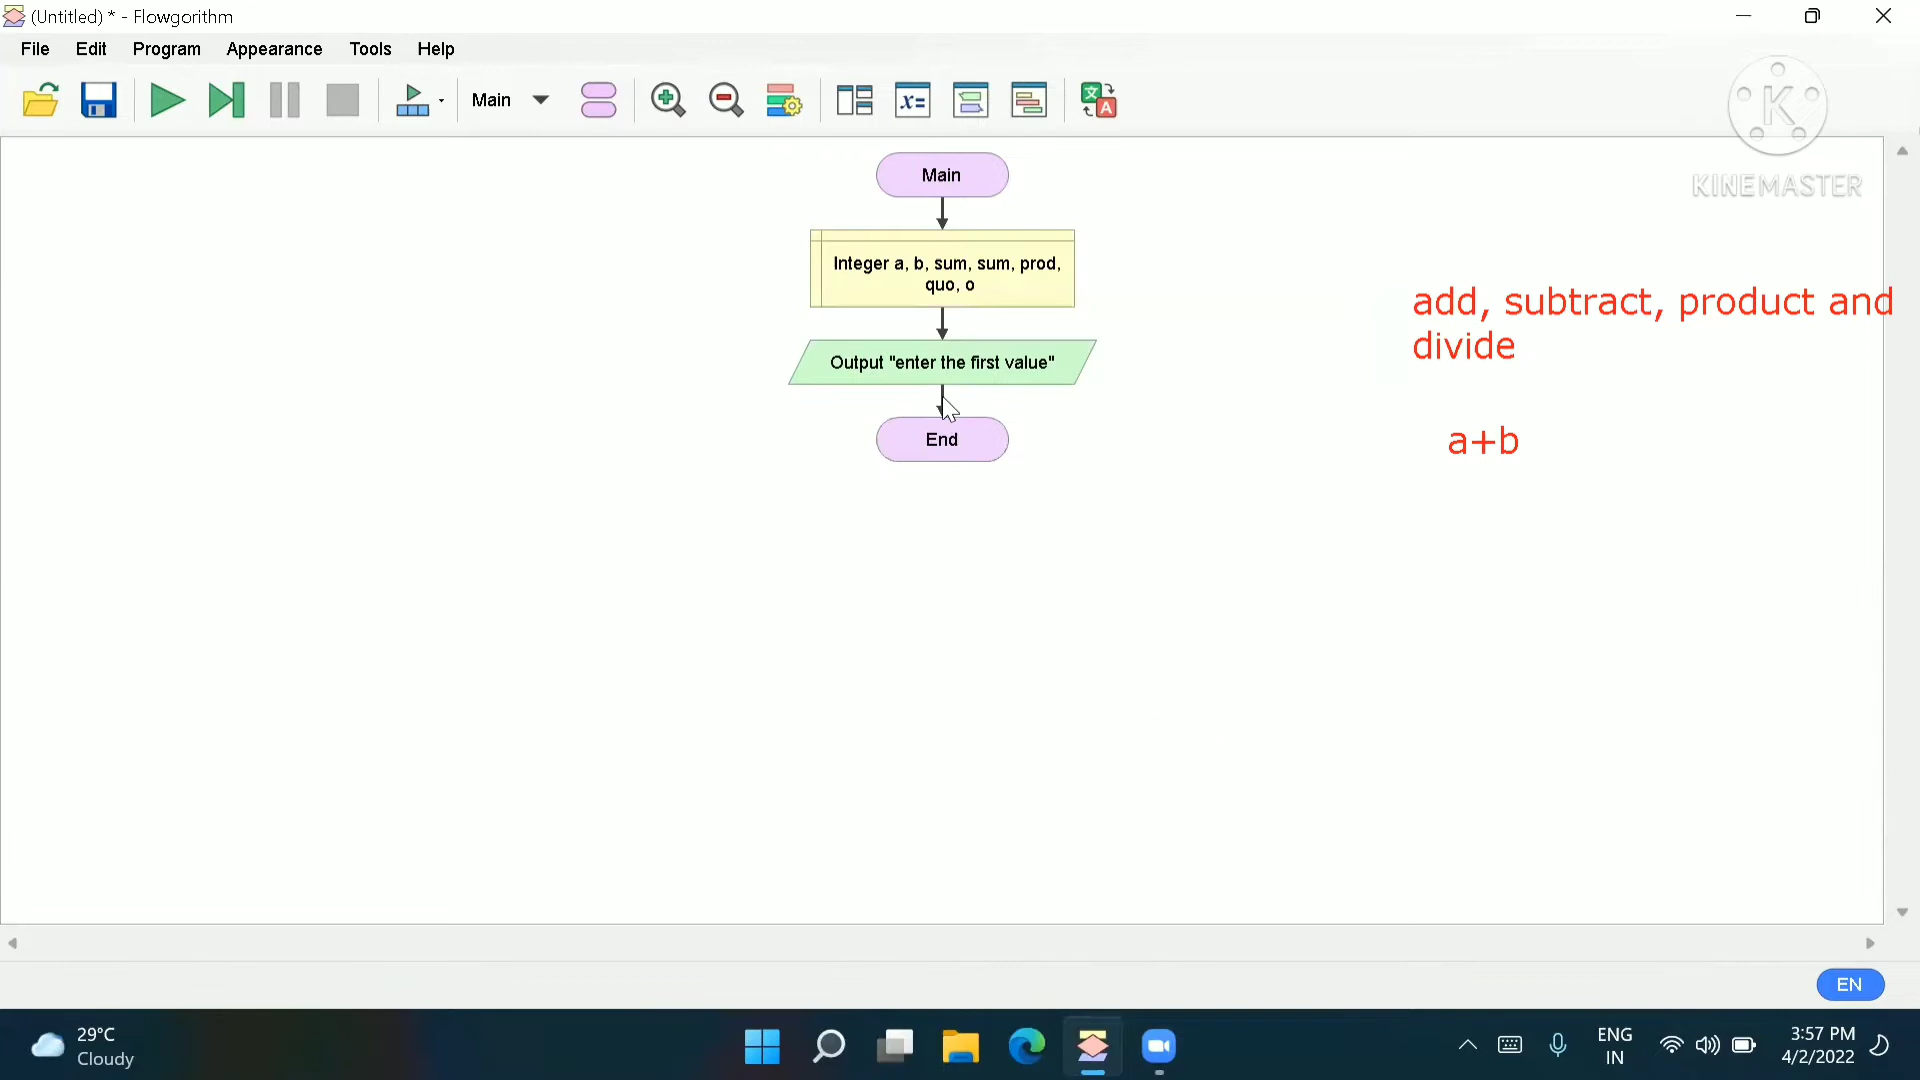 (Untitled) * - Flowgorithm
File Edit Program Appearance Tools Help
Main
x=
A
K
KINEMASTER
Main
Integer a, b, sum, sum, prod,
quo, o
Output "enter the first value"
End
add, subtract, product and
divide
a+b
EN
29°C
Cloudy
ENG
IN
3:57 PM
4/2/2022